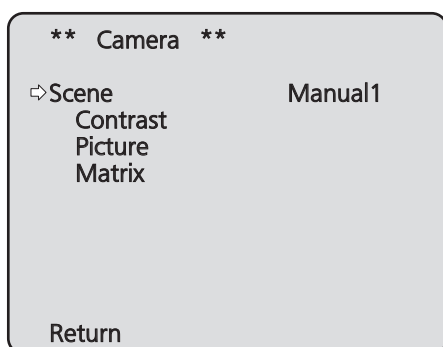 ** Camera **
⇨Scene Manual1
Contrast
Picture
Matrix
Return